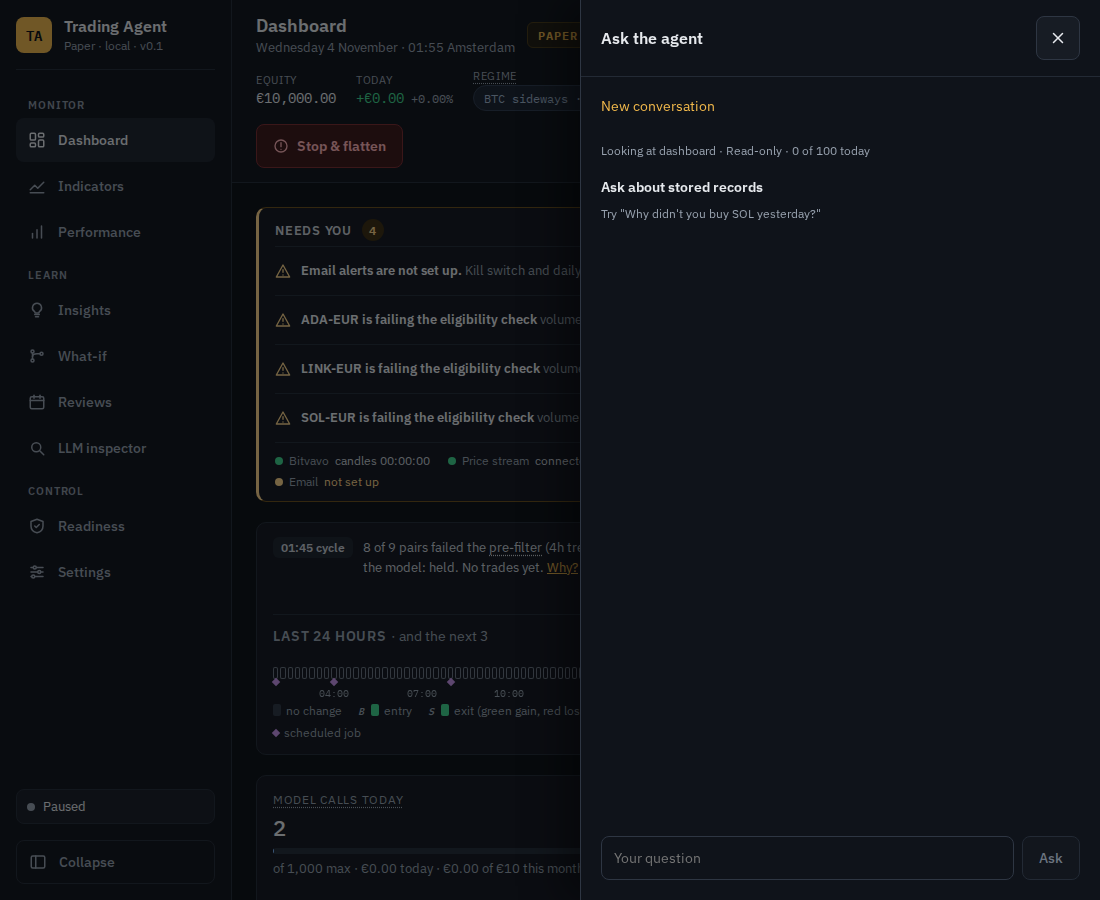 TA
Trading Agent
Paper · local · v0.1
MONITOR
Dashboard
Indicators
Performance
LEARN
Insights
What-if
Reviews
LLM inspector
CONTROL
Readiness
Settings
Paused
Collapse
Dashboard
Wednesday 4 November · 01:55 Amsterdam
PAPER
EQUITY
€10,000.00
TODAY
+€0.00 +0.00%
REGIME
BTC sideways ·
Stop & flatten
NEEDS YOU 4
Email alerts are not set up. Kill switch and daily
ADA-EUR is failing the eligibility check volume
LINK-EUR is failing the eligibility check volume
SOL-EUR is failing the eligibility check volume
Bitvavo candles 00:00:00 Price stream connect
Email not set up
01:45 cycle 8 of 9 pairs failed the pre-filter (4h tre
the model: held. No trades yet. Why?
LAST 24 HOURS · and the next 3
04:00 07:00 10:00
no change B entry S exit (green gain, red los
scheduled job
MODEL CALLS TODAY
2
of 1,000 max · €0.00 today · €0.00 of €10 this month
Ask the agent
New conversation
Looking at dashboard · Read-only · 0 of 100 today
Ask about stored records
Try "Why didn't you buy SOL yesterday?"
Your question
Ask